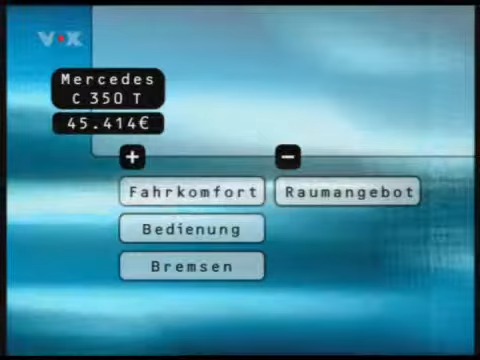 VOX
Mercedes
C 350 T
45.414€
+ −
Fahrkomfort Raumangebot
Bedienung
Bremsen